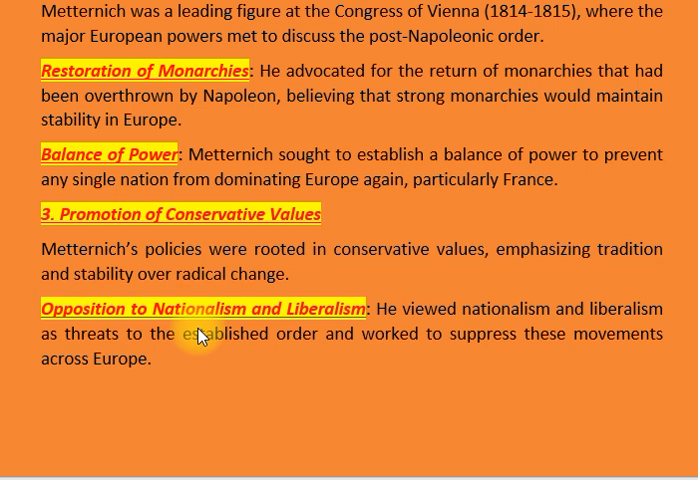 Metternich was a leading figure at the Congress of Vienna (1814-1815), where the
major European powers met to discuss the post-Napoleonic order.
Restoration of Monarchies: He advocated for the return of monarchies that had
been overthrown by Napoleon, believing that strong monarchies would maintain
stability in Europe.
Balance of Power: Metternich sought to establish a balance of power to prevent
any single nation from dominating Europe again, particularly France.
3. Promotion of Conservative Values
Metternich’s policies were rooted in conservative values, emphasizing tradition
and stability over radical change.
Opposition to Nationalism and Liberalism: He viewed nationalism and liberalism
as threats to the established order and worked to suppress these movements
across Europe.